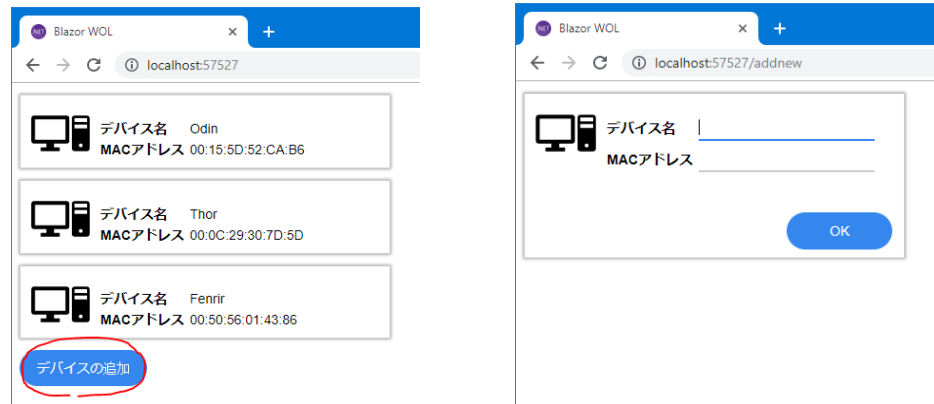 NET Blazor WOL
localhost:57527
デバイス名 Odin
MACアドレス 00:15:5D:52:CA:B6
デバイス名 Thor
MACアドレス 00:0C:29:30:7D:5D
デバイス名 Fenrir
MACアドレス 00:50:56:01:43:86
デバイスの追加
NET Blazor WOL
localhost:57527/addnew
デバイス名
MACアドレス
OK